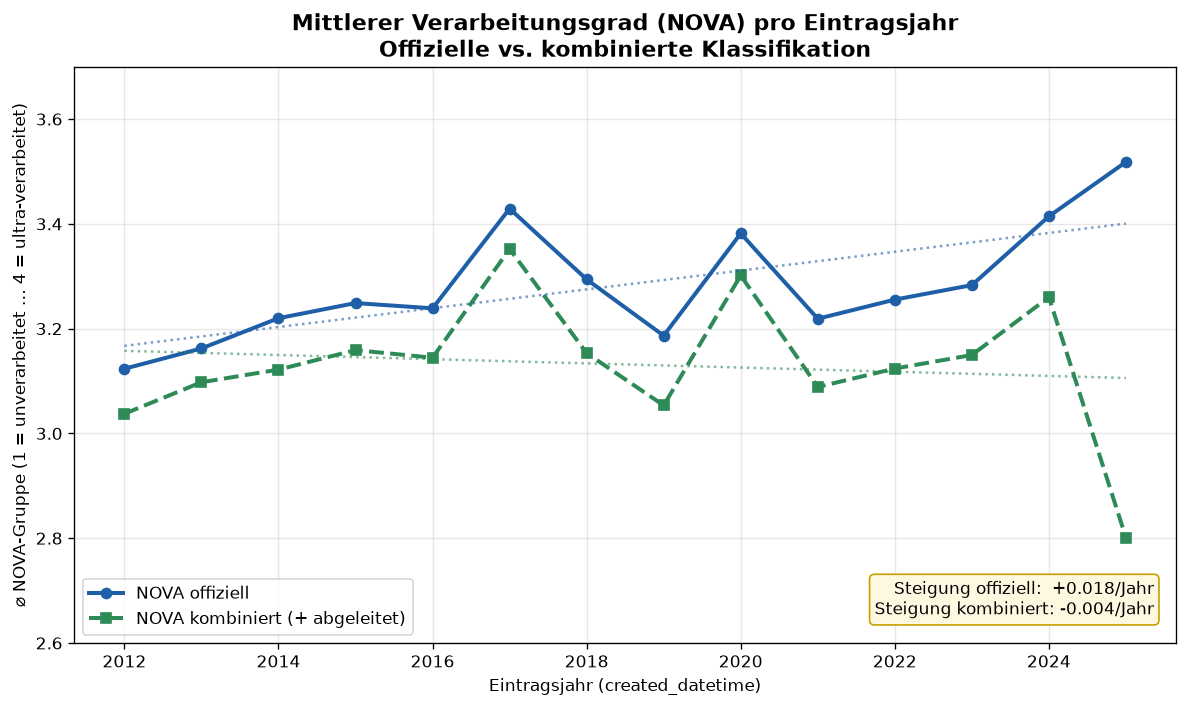 Mittlerer Verarbeitungsgrad (NOVA) pro Eintragsjahr
Offizielle vs. kombinierte Klassifikation
⌀ NOVA-Gruppe (1 = unverarbeitet ... 4 = ultra-verarbeitet)
3.6
3.4
3.2
3.0
2.8
2.6
NOVA offiziell
NOVA kombiniert (+ abgeleitet)
Steigung offiziell: +0.018/Jahr
Steigung kombiniert: -0.004/Jahr
2012 2014 2016 2018 2020 2022 2024
Eintragsjahr (created_datetime)